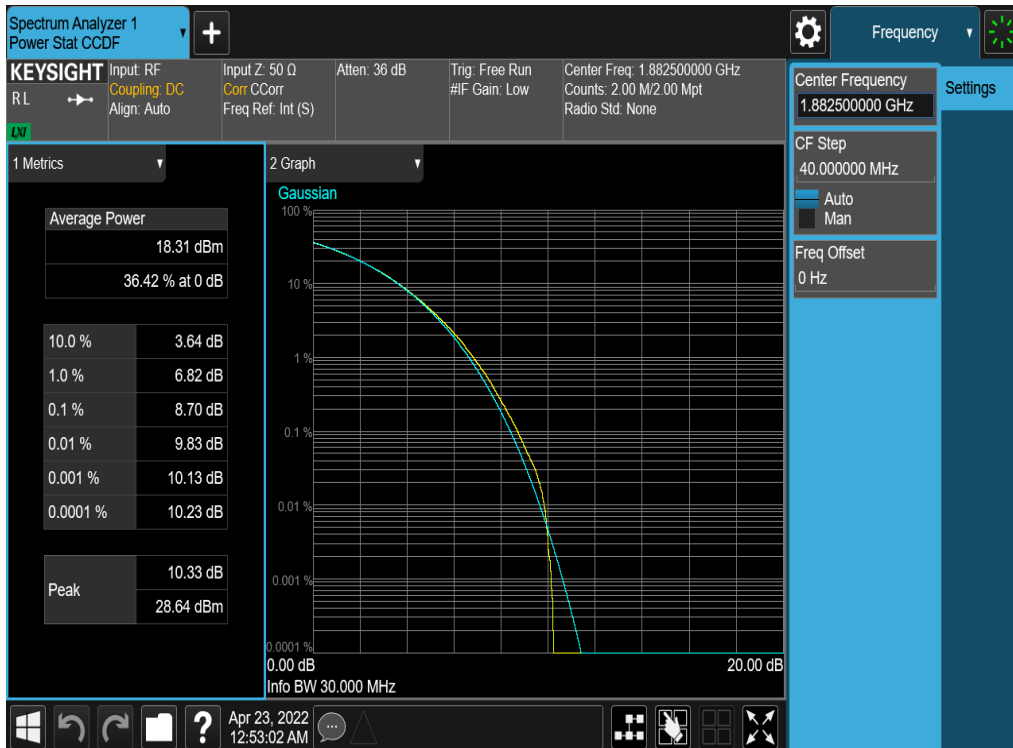 Spectrum Analyzer 1
Power Stat CCDF
+
Frequency
KEYSIGHT
RL
LXI
Input: RF
Coupling: DC
Align: Auto
Input Z: 50 Ω
Corr CCorr
Freq Ref: Int (S)
Atten: 36 dB
Trig: Free Run
#IF Gain: Low
Center Freq: 1.882500000 GHz
Counts: 2.00 M/2.00 Mpt
Radio Std: None
Center Frequency
1.882500000 GHz
Settings
CF Step
40.000000 MHz
Auto
Man
Freq Offset
0 Hz
1 Metrics
Average Power
18.31 dBm
36.42 % at 0 dB
10.0 % 3.64 dB
1.0 % 6.82 dB
0.1 % 8.70 dB
0.01 % 9.83 dB
0.001 % 10.13 dB
0.0001 % 10.23 dB
Peak 10.33 dB
28.64 dBm
2 Graph
Gaussian
100 %
10 %
1 %
0.1 %
0.01 %
0.001 %
0.0001 %
0.00 dB 20.00 dB
Info BW 30.000 MHz
?
Apr 23, 2022
12:53:02 AM